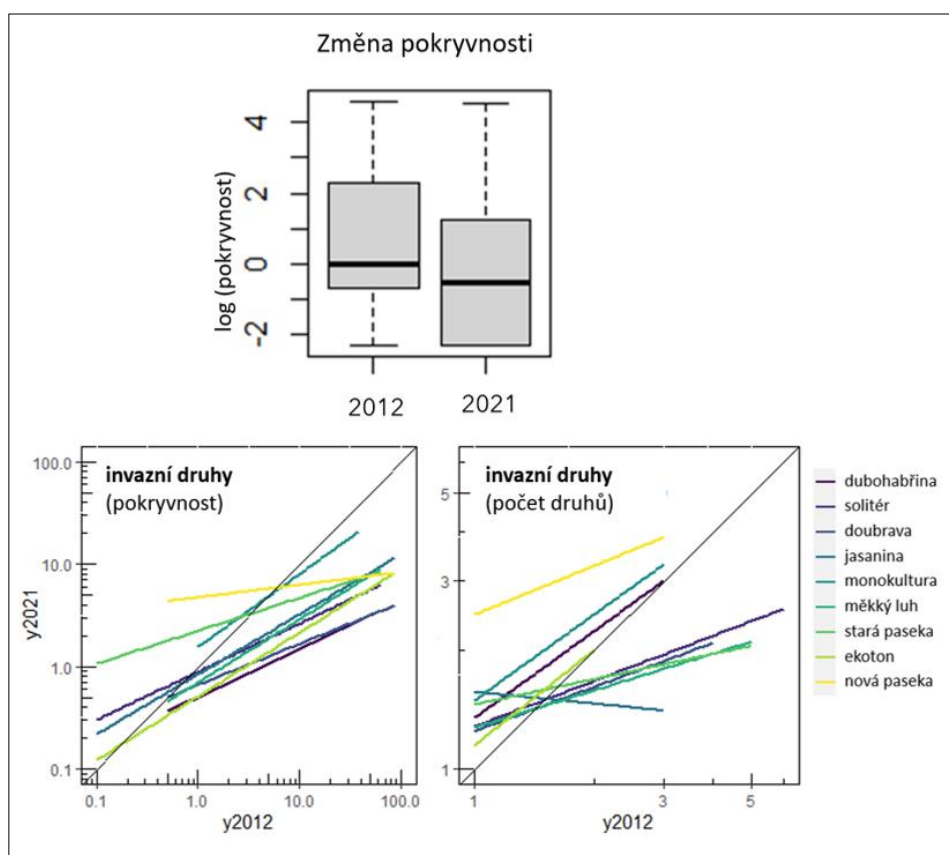 Změna pokryvnosti
log (pokryvnost)
4
2
0
-2
2012 2021
invazní druhy
(pokryvnost)
100.0
10.0
1.0
0.1
y2021
0.1 1.0 10.0 100.0
y2012
invazní druhy
(počet druhů)
5
3
1
1 3 5
y2012
dubohabřina
solitér
doubrava
jasanina
monokultura
měkký luh
stará paseka
ekoton
nová paseka